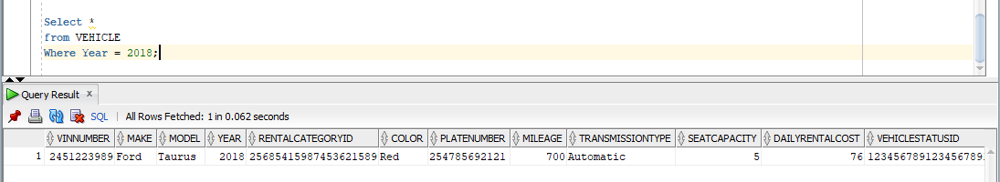 Select *
from VEHICLE
Where Year = 2018;
Query Result x
SQL | All Rows Fetched: 1 in 0.062 seconds
VINNUMBER MAKE MODEL YEAR RENTALCATEGORYID COLOR PLATENUMBER MILEAGE TRANSMISSIONTYPE SEATCAPACITY DAILYRENTALCOST VEHICLESTATUSID
1 2451223989 Ford Taurus 2018 25685415987453621589 Red 254785692121 700 Automatic 5 76 123456789123456789